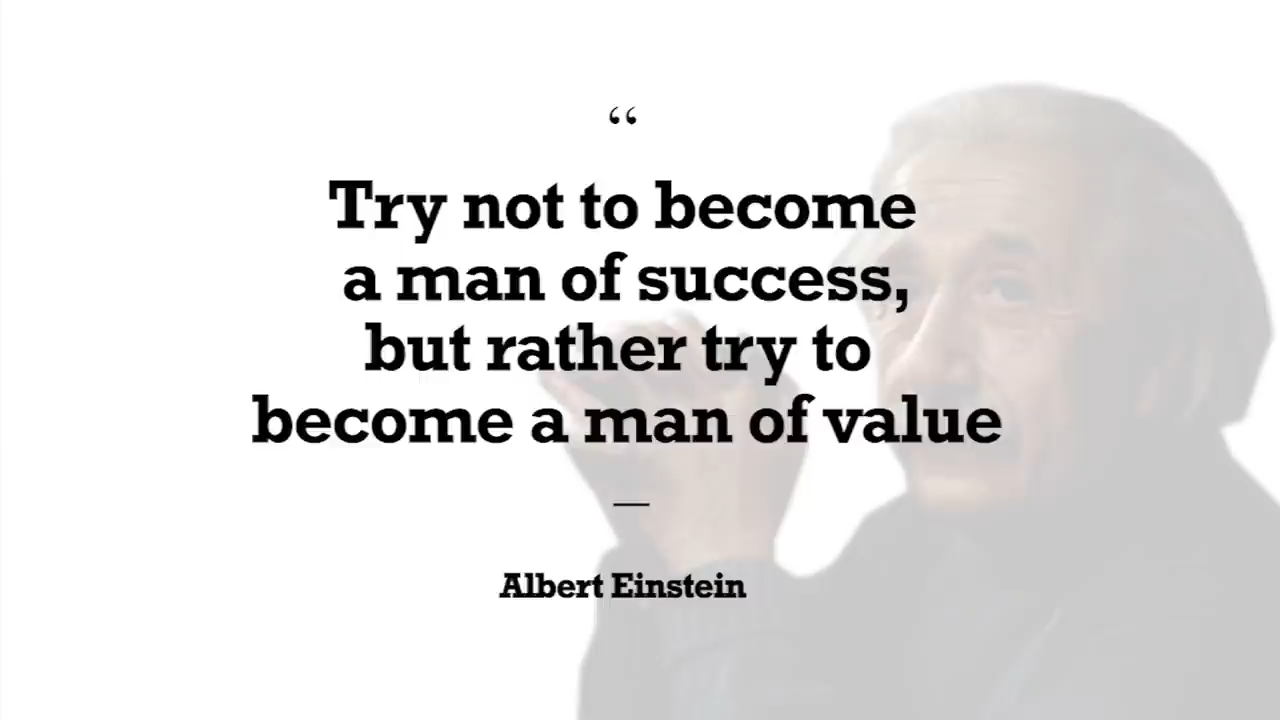 “
Try not to become
a man of success,
but rather try to
become a man of value
—
Albert Einstein